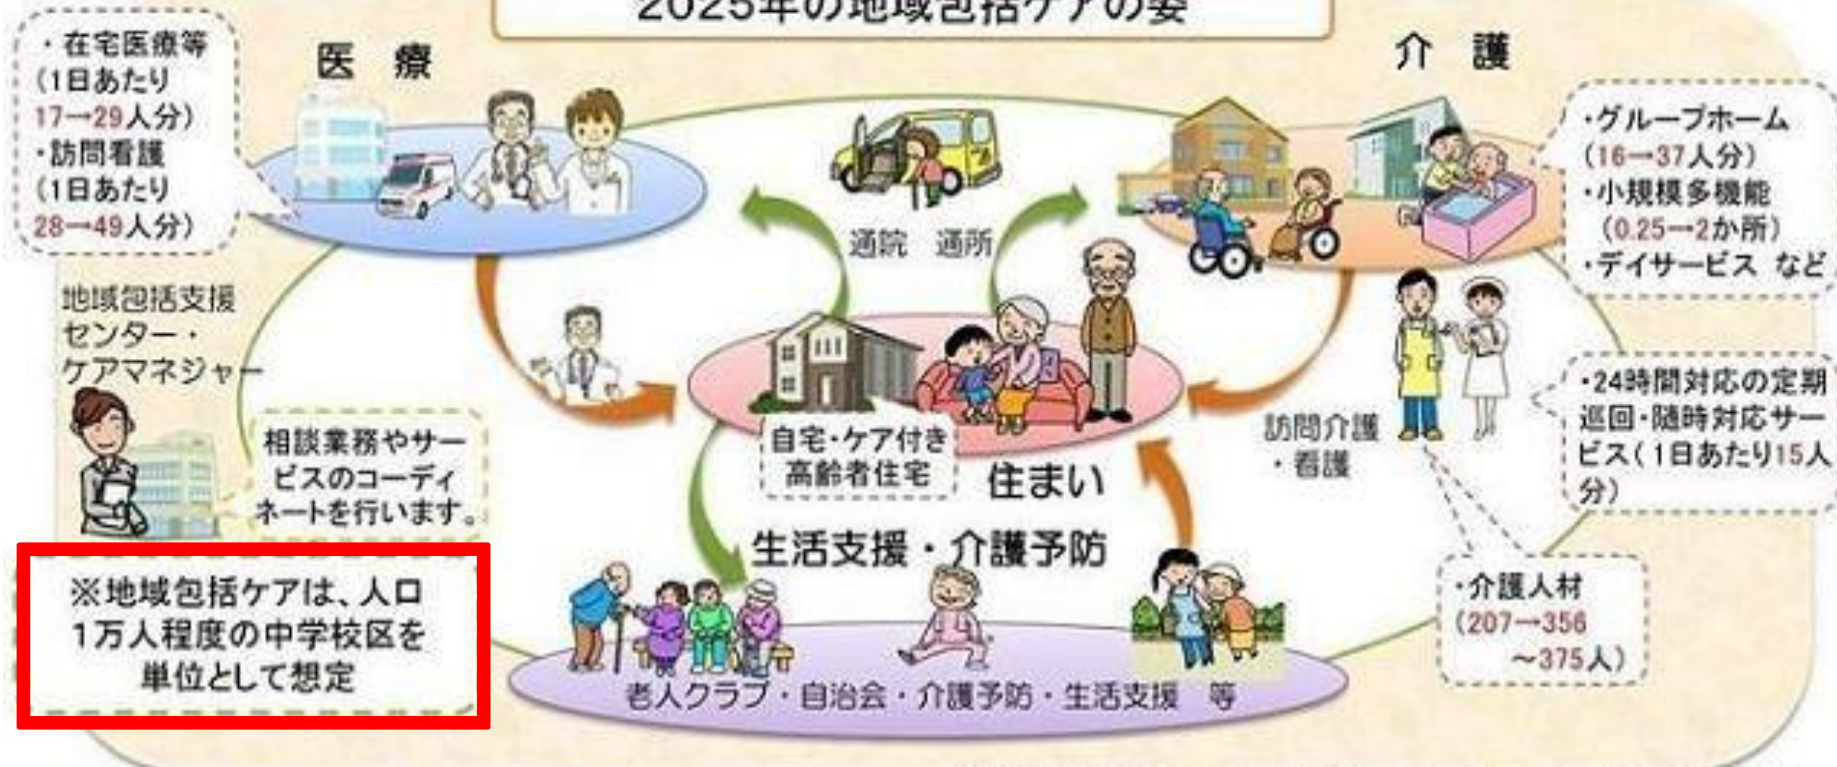 2025年の地域包括ケアの姿
・在宅医療等
(1日あたり
17→29人分)
・訪問看護
(1日あたり
28→49人分)
医 療
介 護
・グループホーム
(16→37人分)
・小規模多機能
(0.25→2か所)
・デイサービス など
通院 通所
地域包括支援
センター・
ケアマネジャー
相談業務やサー
ビスのコーディ
ネートを行います。
自宅・ケア付き
高齢者住宅
住まい
訪問介護
・看護
・24時間対応の定期
巡回・随時対応サー
ビス(1日あたり15人
分)
生活支援・介護予防
・介護人材
(207→356
～375人)
※地域包括ケアは、人口
1万人程度の中学校区を
単位として想定
老人クラブ・自治会・介護予防・生活支援 等